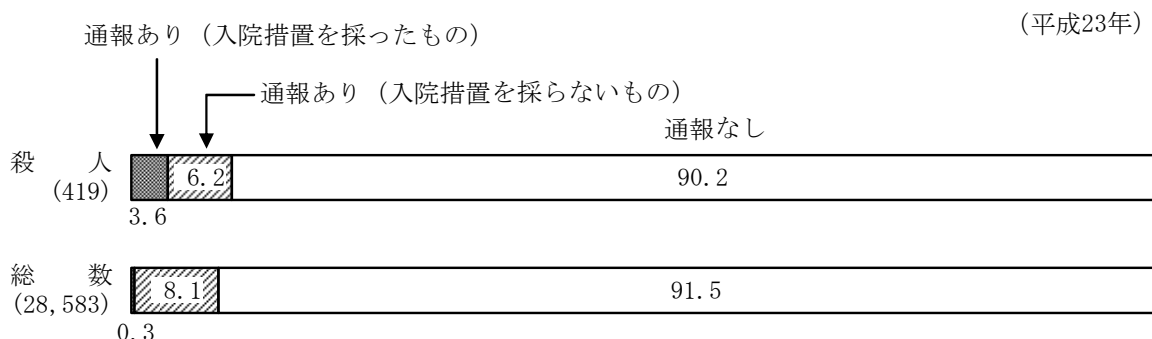 (平成23年)
通報あり (入院措置を採ったもの)
通報あり (入院措置を採らないもの)
通報なし
殺人
(419)
6.2
90.2
3.6
総数
(28,583)
8.1
91.5
0.3